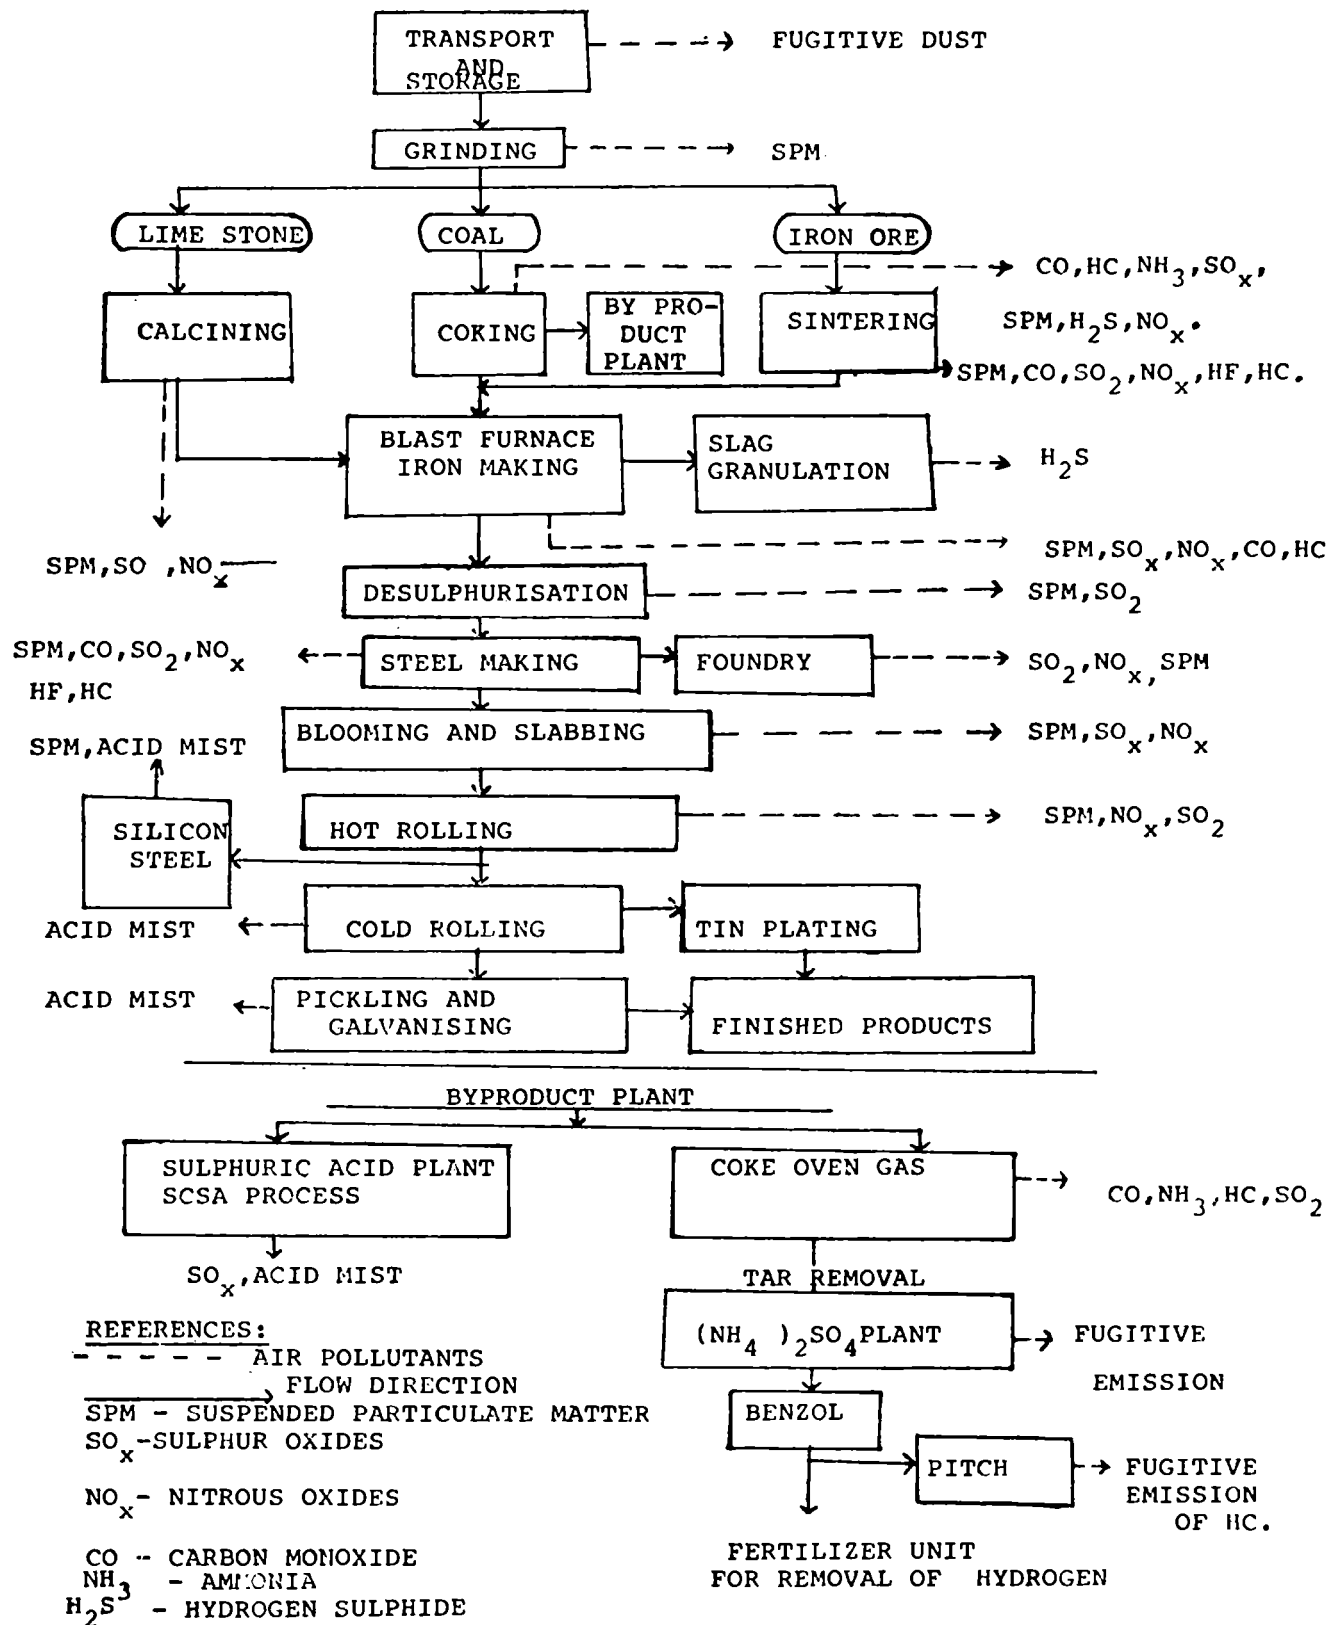 TRANSPORT
AND
STORAGE
FUGITIVE DUST
GRINDING
SPM
LIME STONE
COAL
IRON ORE
CO,HC,NH3,SOx,
SPM,H2S,NOx.
CALCINING
COKING
BY PRO-
DUCT
PLANT
SINTERING
SPM,CO,SO2,NOx,HF,HC.
BLAST FURNACE
IRON MAKING
SLAG
GRANULATION
H2S
SPM,SO ,NOx
SPM,SOx,NOx,CO,HC
DESULPHURISATION
SPM,SO2
SPM,CO,SO2,NOx
HF,HC
STEEL MAKING
FOUNDRY
SO2,NOx,SPM
BLOOMING AND SLABBING
SPM,SOx,NOx
SPM,ACID MIST
SILICON
STEEL
HOT ROLLING
SPM,NOx,SO2
ACID MIST
COLD ROLLING
TIN PLATING
ACID MIST
PICKLING AND
GALVANISING
FINISHED PRODUCTS
BYPRODUCT PLANT
SULPHURIC ACID PLANT
SCSA PROCESS
SOx,ACID MIST
COKE OVEN GAS
CO,NH3,HC,SO2
TAR REMOVAL
(NH4 )2SO4PLANT
FUGITIVE
EMISSION
BENZOL
PITCH
FUGITIVE
EMISSION
OF HC.
FERTILIZER UNIT
FOR REMOVAL OF HYDROGEN
REFERENCES:
AIR POLLUTANTS
FLOW DIRECTION
SPM - SUSPENDED PARTICULATE MATTER
SOx-SULPHUR OXIDES
NOx- NITROUS OXIDES
CO - CARBON MONOXIDE
NH3 - AMMONIA
H2S - HYDROGEN SULPHIDE